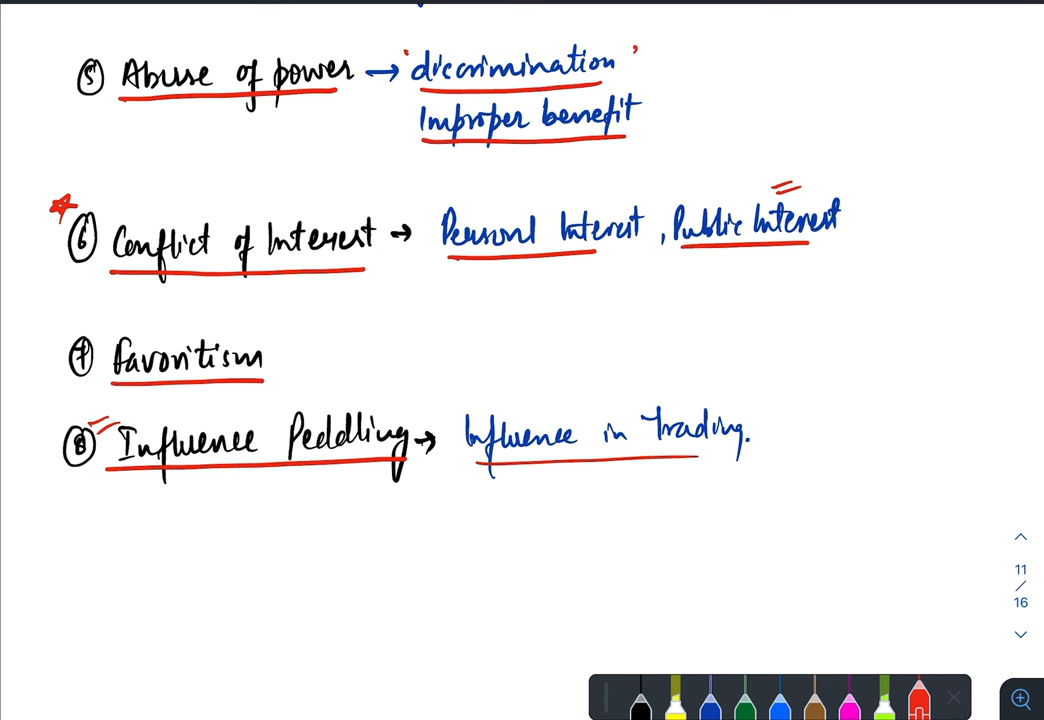 ⑤ Abuse of power → 'discrimination'
Improper benefit
⑥ Conflict of Interest → Personl Interest, Public Interest
⑦ Favoritism
⑧ Influence Peddling → Influence in Trading.
11
/
16